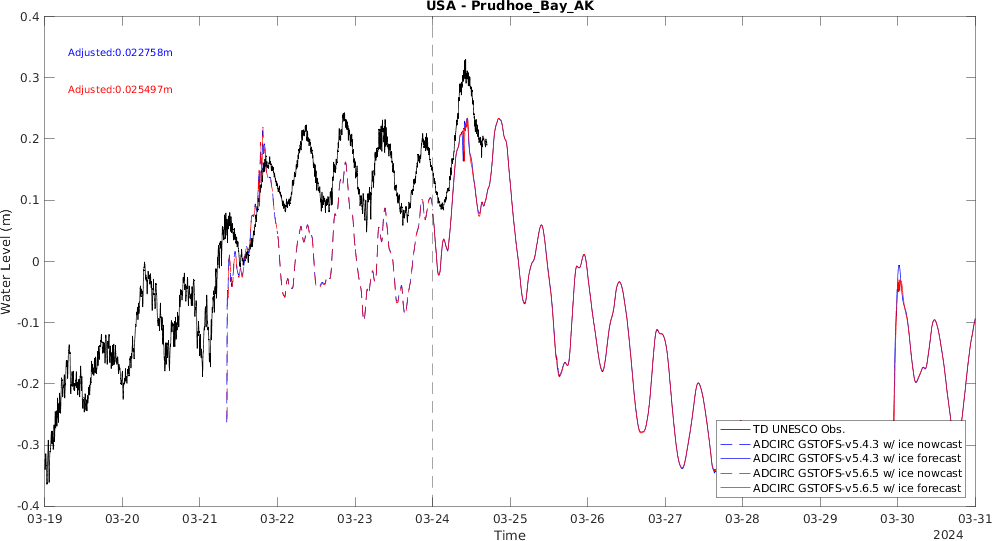 USA - Prudhoe_Bay_AK
0.4
Adjusted:0.022758m
0.3
Adjusted:0.025497m
0.2
0.1
0
-0.1
-0.2
-0.3
-0.4
Water Level (m)
TD UNESCO Obs.
ADCIRC GSTOFS-v5.4.3 w/ ice nowcast
ADCIRC GSTOFS-v5.4.3 w/ ice forecast
ADCIRC GSTOFS-v5.6.5 w/ ice nowcast
ADCIRC GSTOFS-v5.6.5 w/ ice forecast
03-19 03-20 03-21 03-22 03-23 03-24 03-25 03-26 03-27 03-28 03-29 03-30 03-31
Time
2024